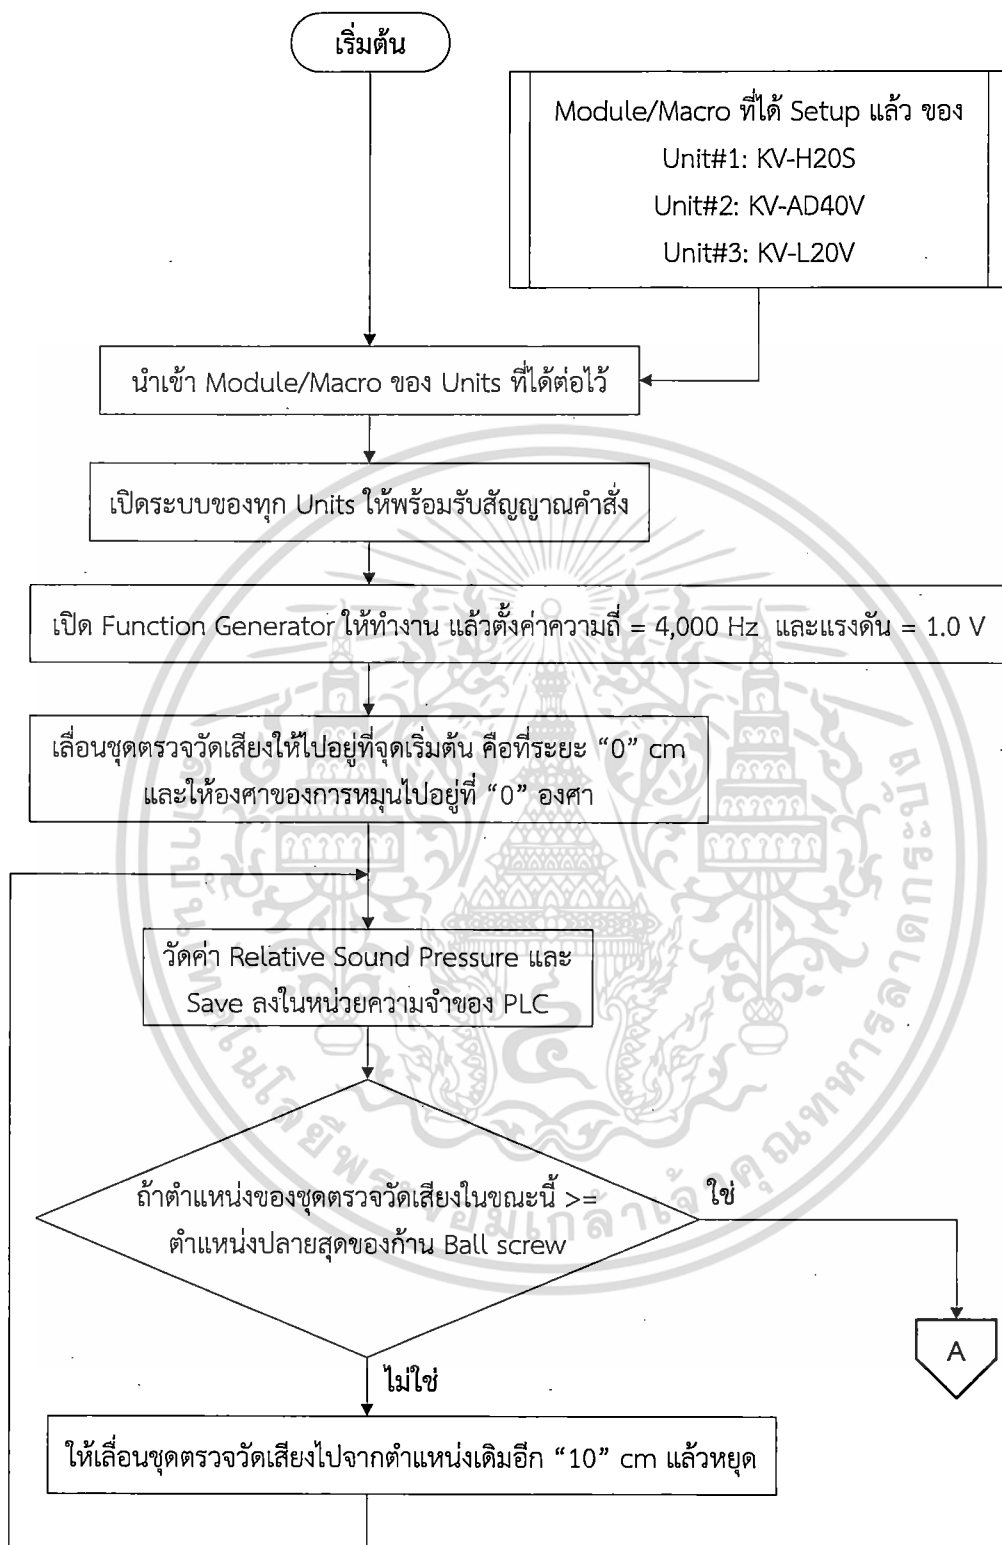 เริ่มต้น
Module/Macro ที่ได้ Setup แล้ว ของ
Unit#1: KV-H20S
Unit#2: KV-AD40V
Unit#3: KV-L20V
นำเข้า Module/Macro ของ Units ที่ได้ต่อไว้
เปิดระบบของทุก Units ให้พร้อมรับสัญญาณคำสั่ง
เปิด Function Generator ให้ทำงาน แล้วตั้งค่าความถี่ = 4,000 Hz และแรงดัน = 1.0 V
เลื่อนชุดตรวจวัดเสียงให้ไปอยู่ที่จุดเริ่มต้น คือที่ระยะ “0” cm
และให้องศาของการหมุนไปอยู่ที่ “0” องศา
วัดค่า Relative Sound Pressure และ
Save ลงในหน่วยความจำของ PLC
ถ้าตำแหน่งของชุดตรวจวัดเสียงในขณะนี้ >=
ตำแหน่งปลายสุดของก้าน Ball screw
ใช่
A
ไม่ใช่
ให้เลื่อนชุดตรวจวัดเสียงไปจากตำแหน่งเดิมอีก “10” cm แล้วหยุด